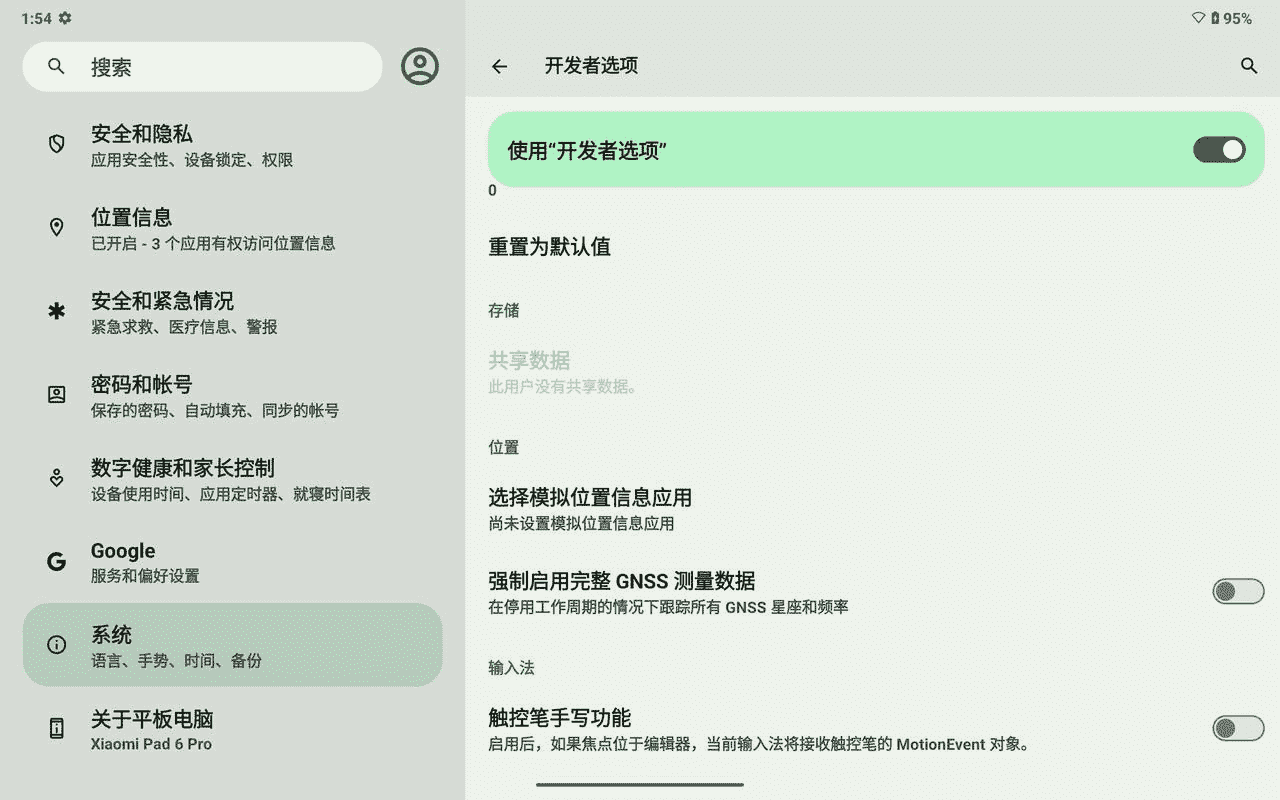 1:54
95%
搜索
安全和隐私
应用安全性、设备锁定、权限
位置信息
已开启 - 3 个应用有权访问位置信息
安全和紧急情况
紧急求救、医疗信息、警报
密码和帐号
保存的密码、自动填充、同步的帐号
数字健康和家长控制
设备使用时间、应用定时器、就寝时间表
Google
服务和偏好设置
系统
语言、手势、时间、备份
关于平板电脑
Xiaomi Pad 6 Pro
开发者选项
使用“开发者选项”
0
重置为默认值
存储
共享数据
此用户没有共享数据。
位置
选择模拟位置信息应用
尚未设置模拟位置信息应用
强制启用完整 GNSS 测量数据
在停用工作周期的情况下跟踪所有 GNSS 星座和频率
输入法
触控笔手写功能
启用后，如果焦点位于编辑器，当前输入法将接收触控笔的 MotionEvent 对象。